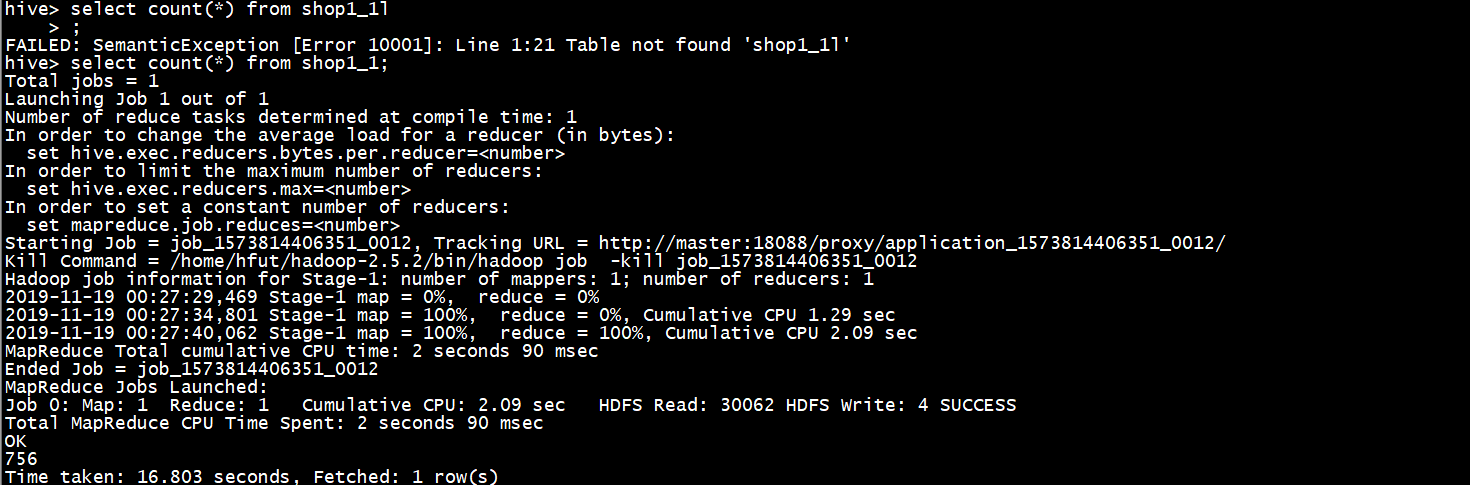 hive> select count(*) from shop1_1l
    > ;
FAILED: SemanticException [Error 10001]: Line 1:21 Table not found 'shop1_1l'
hive> select count(*) from shop1_1;
Total jobs = 1
Launching Job 1 out of 1
Number of reduce tasks determined at compile time: 1
In order to change the average load for a reducer (in bytes):
  set hive.exec.reducers.bytes.per.reducer=<number>
In order to limit the maximum number of reducers:
  set hive.exec.reducers.max=<number>
In order to set a constant number of reducers:
  set mapreduce.job.reduces=<number>
Starting Job = job_1573814406351_0012, Tracking URL = http://master:18088/proxy/application_1573814406351_0012/
Kill Command = /home/hfut/hadoop-2.5.2/bin/hadoop job  -kill job_1573814406351_0012
Hadoop job information for Stage-1: number of mappers: 1; number of reducers: 1
2019-11-19 00:27:29,469 Stage-1 map = 0%,  reduce = 0%
2019-11-19 00:27:34,801 Stage-1 map = 100%,  reduce = 0%, Cumulative CPU 1.29 sec
2019-11-19 00:27:40,062 Stage-1 map = 100%,  reduce = 100%, Cumulative CPU 2.09 sec
MapReduce Total cumulative CPU time: 2 seconds 90 msec
Ended Job = job_1573814406351_0012
MapReduce Jobs Launched:
Job 0: Map: 1  Reduce: 1   Cumulative CPU: 2.09 sec   HDFS Read: 30062 HDFS Write: 4 SUCCESS
Total MapReduce CPU Time Spent: 2 seconds 90 msec
OK
756
Time taken: 16.803 seconds, Fetched: 1 row(s)